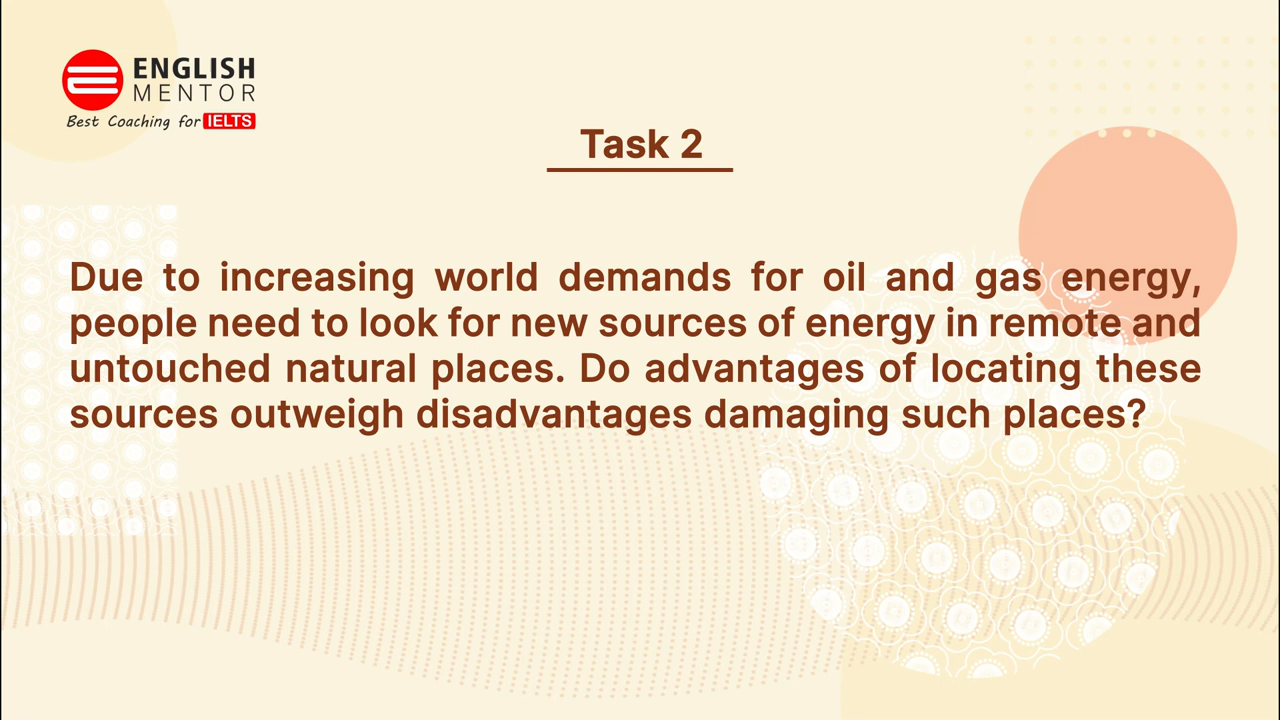 ENGLISH
MENTOR
Best Coaching for IELTS
Task 2
Due to increasing world demands for oil and gas energy,
people need to look for new sources of energy in remote and
untouched natural places. Do advantages of locating these
sources outweigh disadvantages damaging such places?